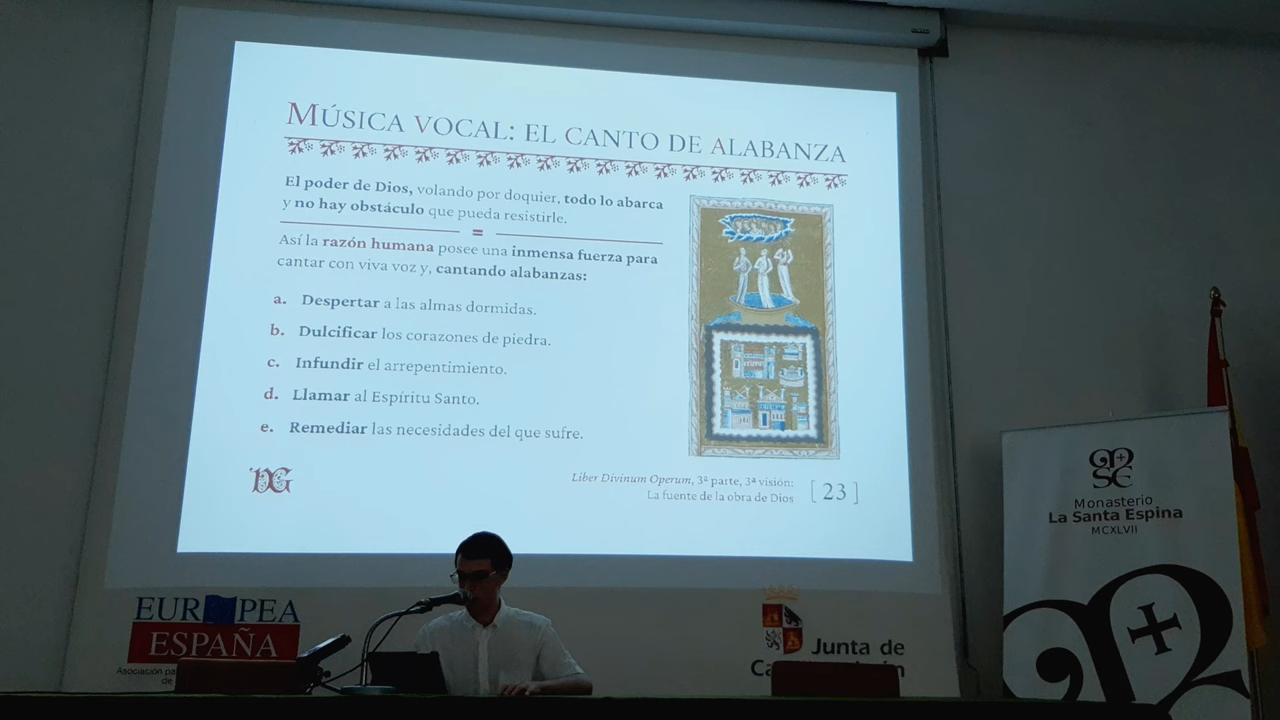 MÚSICA VOCAL: EL CANTO DE ALABANZA
El poder de Dios, volando por doquier, todo lo abarca
y no hay obstáculo que pueda resistirle.
=
Así la razón humana posee una inmensa fuerza para
cantar con viva voz y, cantando alabanzas:
a. Despertar a las almas dormidas.
b. Dulcificar los corazones de piedra.
c. Infundir el arrepentimiento.
d. Llamar al Espíritu Santo.
e. Remediar las necesidades del que sufre.
Liber Divinum Operum, 3ª parte, 3ª visión:
La fuente de la obra de Dios
[ 23 ]
Monasterio
La Santa Espina
MCXLVII
EUROPEA
ESPAÑA
Junta de